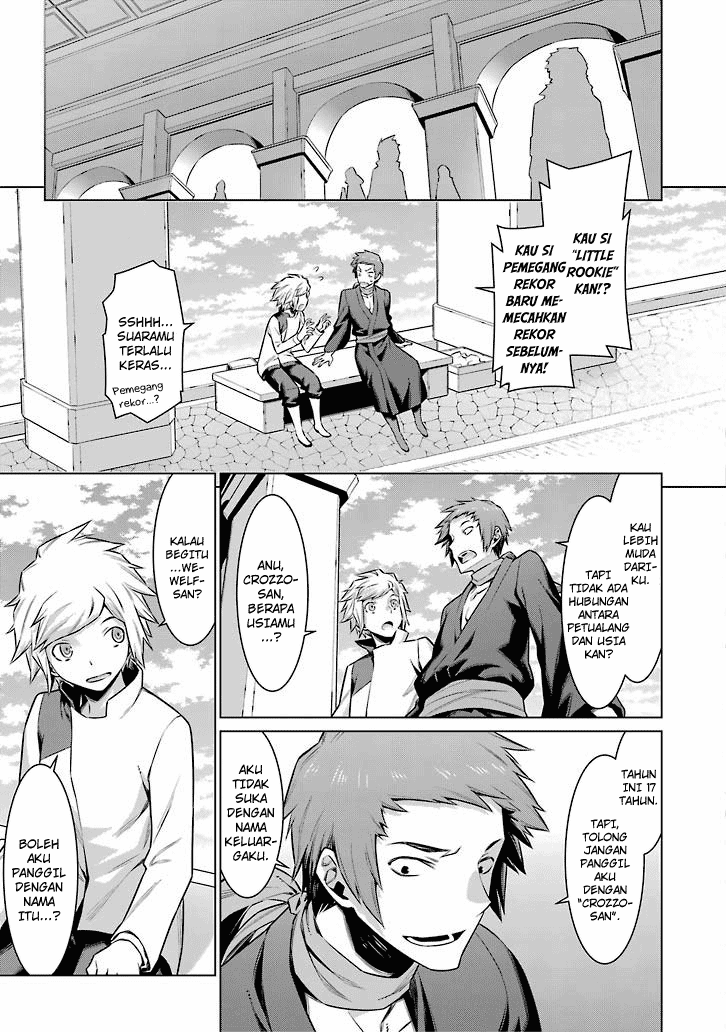 KAU SI
"LITTLE
ROOKIE"
KAN!?
KAU SI
PEMEGANG
REKOR
BARU ME-
MECAHKAN
REKOR
SEBELUM-
NYA!
SSHHH...
SUARAMU
TERLALU
KERAS...
Pemegang
rekor...?
KAU LEBIH
MUDA
DARI-
KU.
TAPI
TIDAK ADA
HUBUNGAN
ANTARA
PETUALANG
DAN USIA
KAN?
ANU,
CROZZO-
SAN,
BERAPA
USIAMU
...?
TAHUN
INI 17
TAHUN.
TAPI,
TOLONG
JANGAN
PANGGIL
AKU
DENGAN
"CROZZO-
SAN".
AKU
TIDAK
SUKA
DENGAN
NAMA
KELUAR-
GAKU.
KALAU
BEGITU
...WE-
WELF-
SAN?
BOLEH
AKU
PANGGIL
DENGAN
NAMA
ITU...?